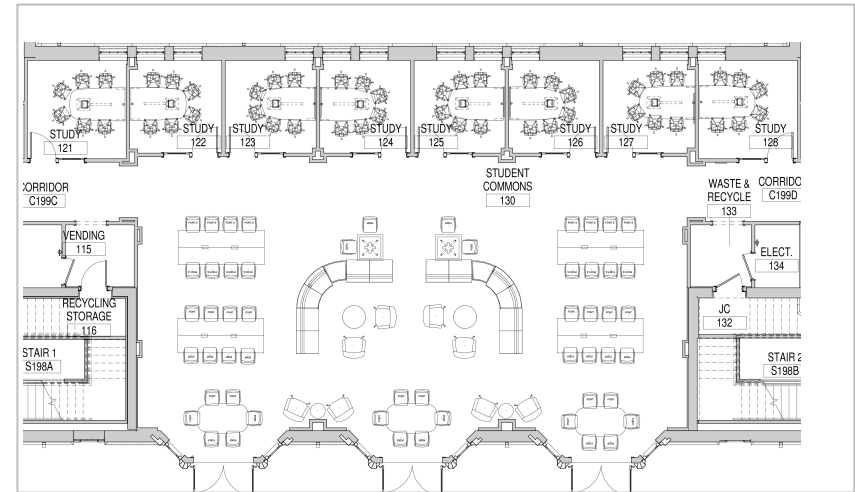 STUDY
121
STUDY
122
STUDY
123
STUDY
124
STUDY
125
STUDY
126
STUDY
127
STUDY
128
CORRIDOR
C199C
STUDENT
COMMONS
130
WASTE &
RECYCLE
133
CORRIDO
C199D
VENDING
115
ELECT.
134
RECYCLING
STORAGE
116
JC
132
STAIR 1
S198A
STAIR 2
S198B